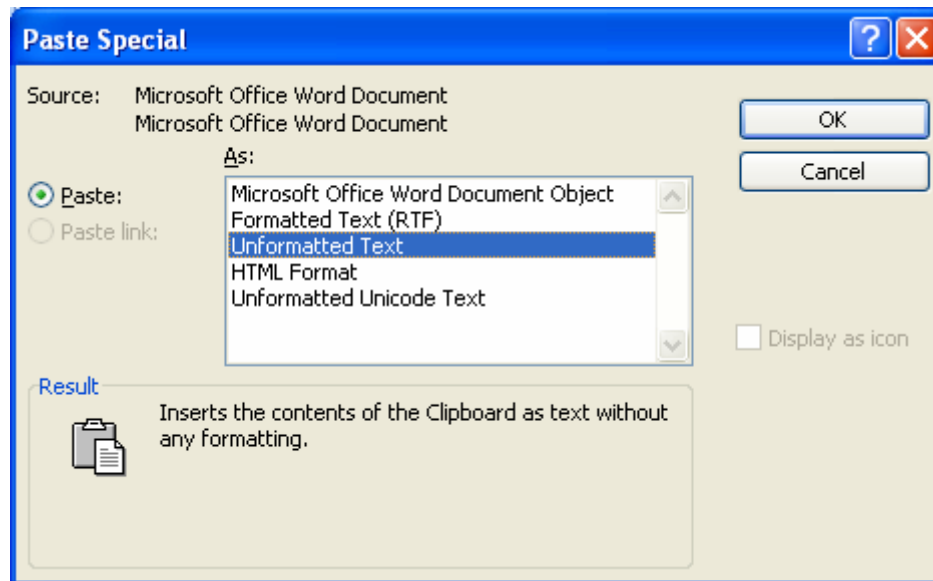 Paste Special
Source: Microsoft Office Word Document
Microsoft Office Word Document
As:
OK
Cancel
Paste:
Paste link:
Microsoft Office Word Document Object
Formatted Text (RTF)
Unformatted Text
HTML Format
Unformatted Unicode Text
Display as icon
Result
Inserts the contents of the Clipboard as text without
any formatting.